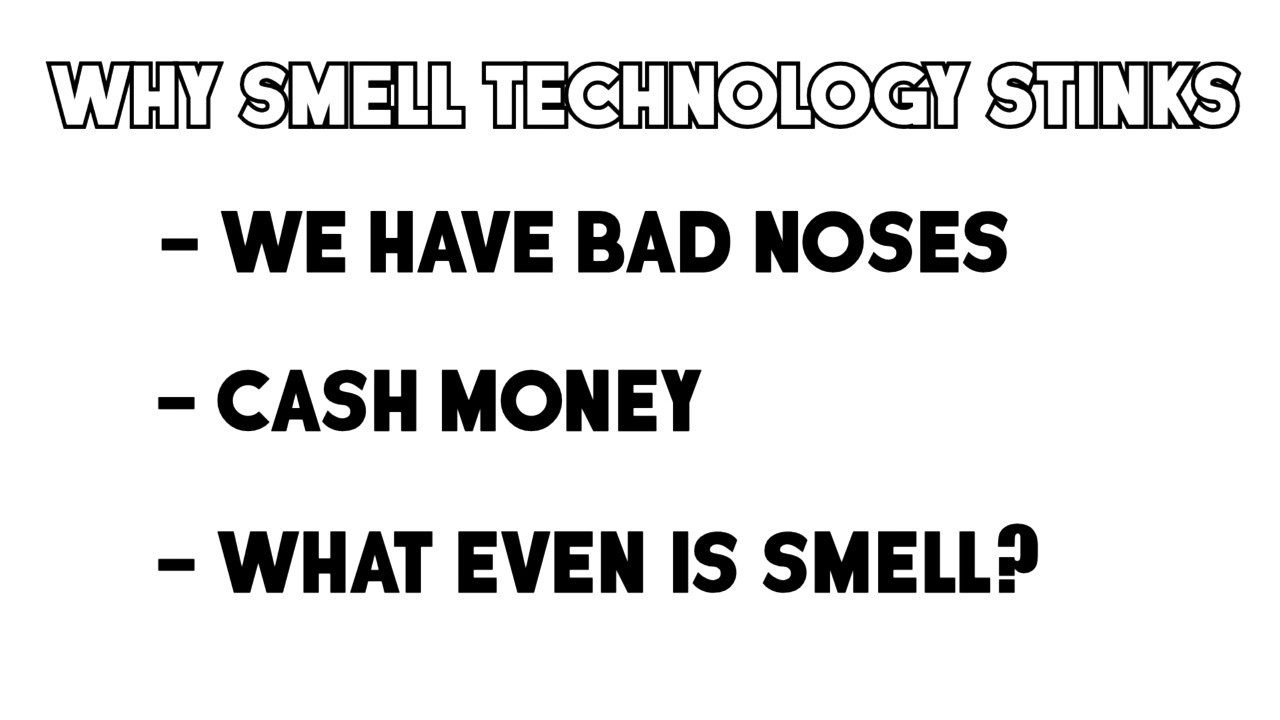 WHY SMELL TECHNOLOGY STINKS
- WE HAVE BAD NOSES
- CASH MONEY
- WHAT EVEN IS SMELL?